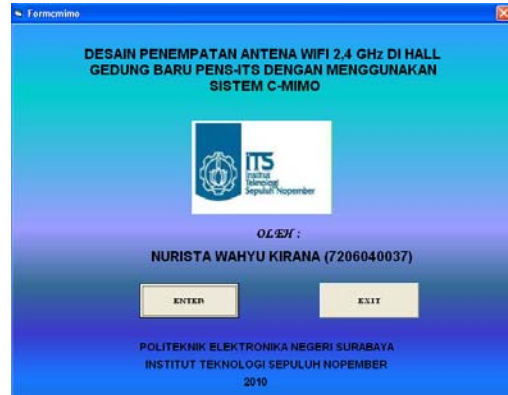 Formcmimo
DESAIN PENEMPATAN ANTENA WIFI 2,4 GHz DI HALL
GEDUNG BARU PENS-ITS DENGAN MENGGUNAKAN
SISTEM C-MIMO
ITS
Institut
Teknologi
Sepuluh Nopember
OLEH :
NURISTA WAHYU KIRANA (7206040037)
ENTER
EXIT
POLITEKNIK ELEKTRONIKA NEGERI SURABAYA
INSTITUT TEKNOLOGI SEPULUH NOPEMBER
2010